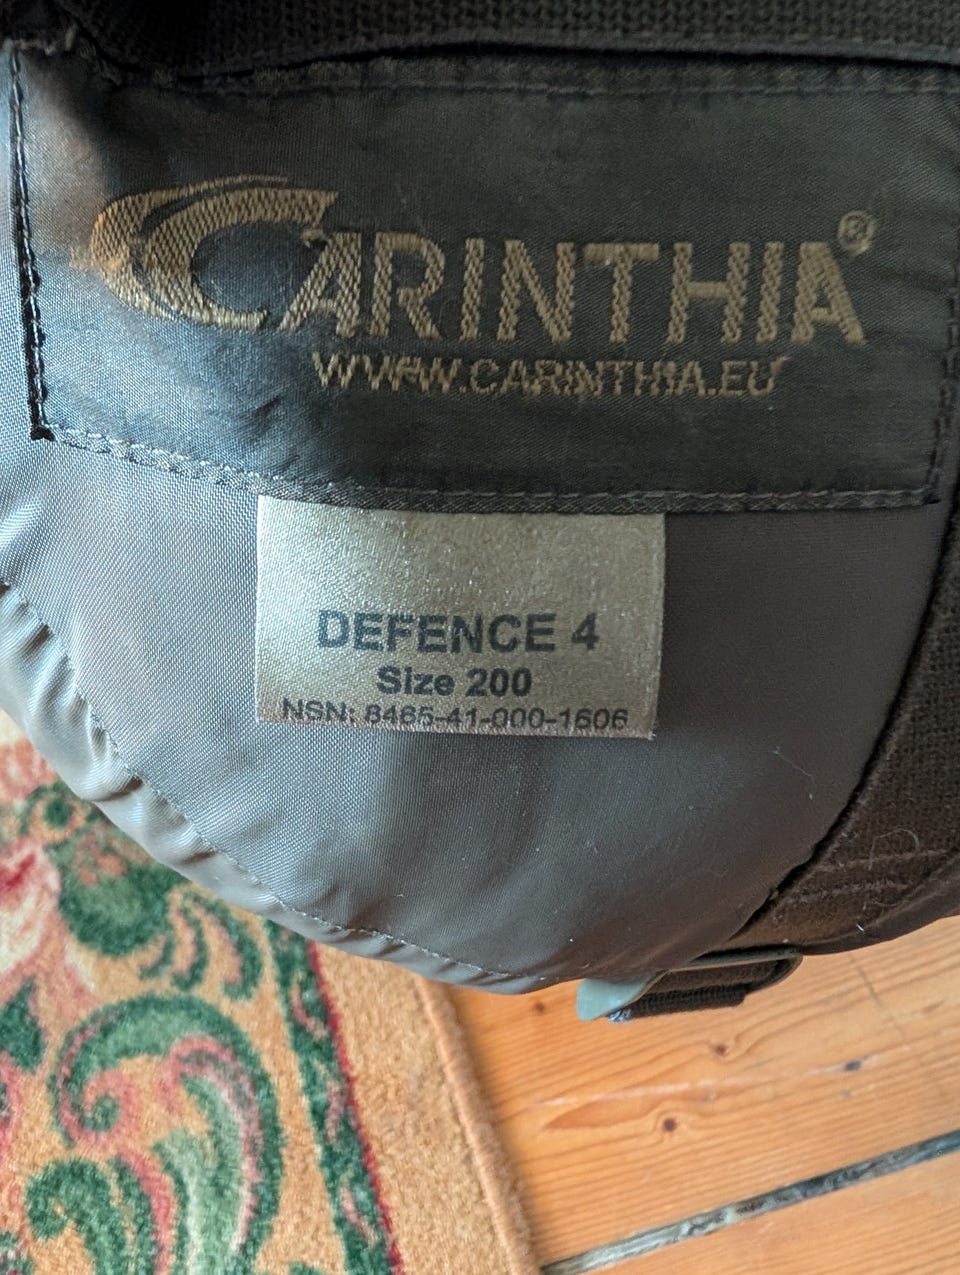 CARINTHIA®
WWW.CARINTHIA.EU
DEFENCE 4
Size 200
NSN: 8465-41-000-1606